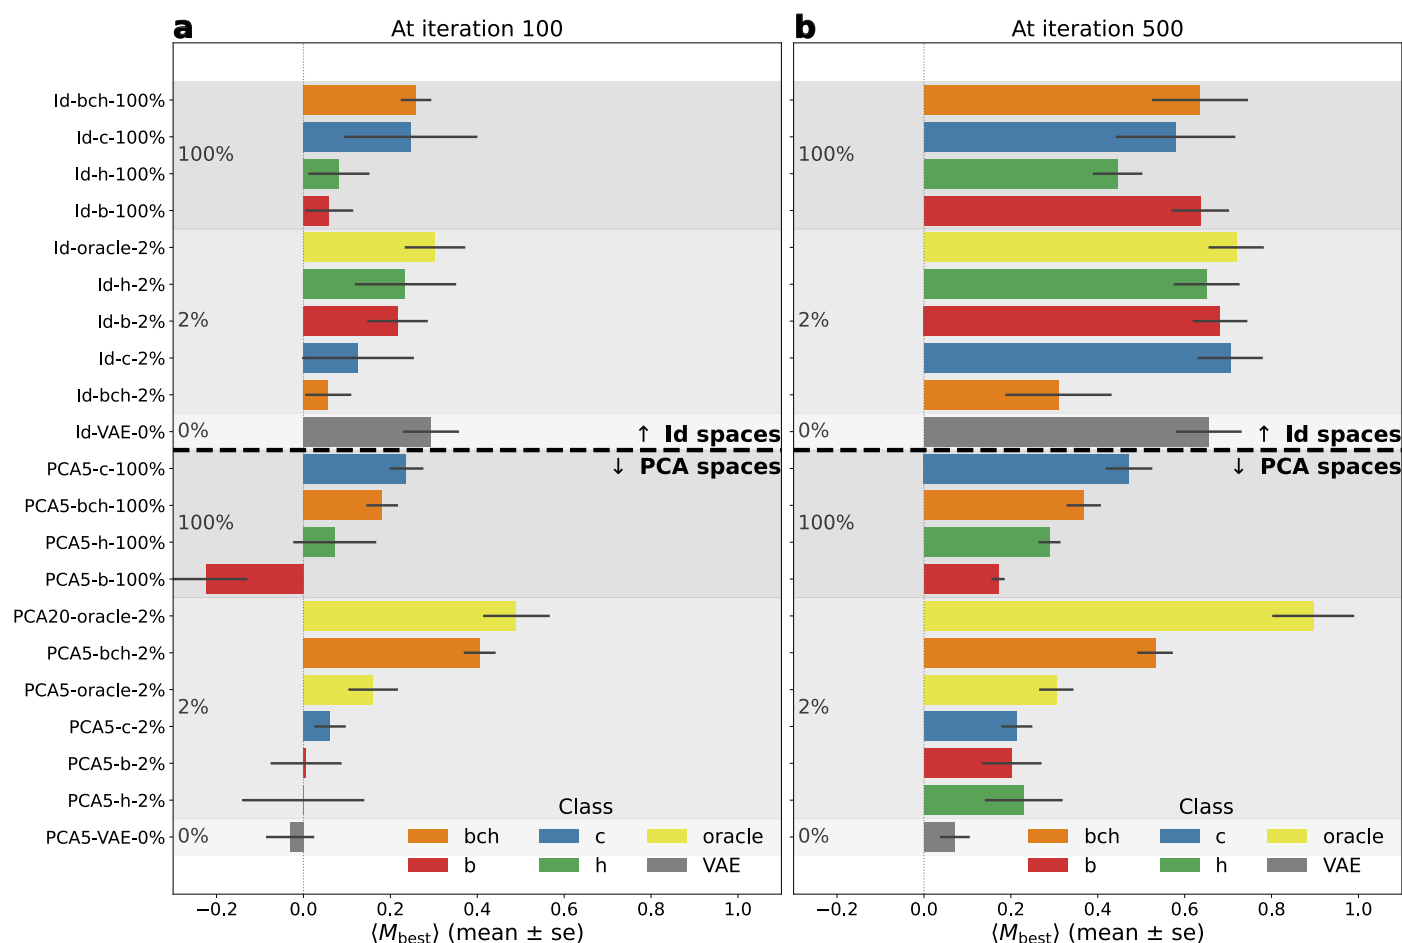 a
At iteration 100
b
At iteration 500
Id-bch-100%
Id-c-100%
100%
100%
Id-h-100%
Id-b-100%
Id-oracle-2%
Id-h-2%
Id-b-2%
2%
2%
Id-c-2%
Id-bch-2%
Id-VAE-0%
0%
↑ Id spaces
0%
↑ Id spaces
PCA5-c-100%
↓ PCA spaces
↓ PCA spaces
PCA5-bch-100%
100%
100%
PCA5-h-100%
PCA5-b-100%
PCA20-oracle-2%
PCA5-bch-2%
PCA5-oracle-2%
2%
2%
PCA5-c-2%
PCA5-b-2%
PCA5-h-2%
PCA5-VAE-0%
0%
0%
Class
bch c oracle
b h VAE
Class
bch c oracle
b h VAE
−0.2 0.0 0.2 0.4 0.6 0.8 1.0
−0.2 0.0 0.2 0.4 0.6 0.8 1.0
⟨M_best⟩ (mean ± se)
⟨M_best⟩ (mean ± se)